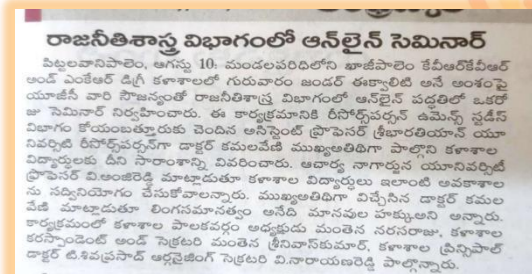 రాజనీతిశాస్త్ర విభాగంలో ఆన్‌లైన్ సెమినార్
పిట్టలవానిపాలెం, ఆగస్టు 10: మండలపరిధిలోని ఖాజీపాలెం కేవీఆర్‌కేవీఆర్
అండ్ ఎంకేఆర్ డిగ్రీ కళాశాలలో గురువారం జండర్ ఈక్వాలిటి అనే అంశంపై
యూజీసీ వారి సౌజన్యంతో రాజనీతిశాస్త్ర విభాగంలో ఆన్‌లైన్ పద్ధతిలో ఒకరో
జు సెమినార్ నిర్వహించారు. ఈ కార్యక్రమానికి రీసోర్స్‌పర్సన్ ఉమెన్స్ స్టడీస్
విభాగం కోయంబత్తూరుకు చెందిన అసిస్టెంట్ ప్రొఫెసర్ శ్రీభారతియాన్ యూ
నివర్శిటి రీసోర్స్‌పర్సన్‌గా డాక్టర్ కమలవేణి ముఖ్యఅతిథిగా పాల్గొని కళాశాల
విద్యార్థులకు దీని సారాంశాన్ని వివరించారు. ఆచార్య నాగార్జున యూనివర్సిటీ
ప్రొఫెసర్ వి.అంజిరెడ్డి మాట్లాడుతూ కళాశాల విద్యార్థులు ఇలాంటి అవకాశాల
ను సద్వినియోగం చేసుకోవాలన్నారు. ముఖ్యఅతిథిగా విచ్చేసిన డాక్టర్ కమల
వేణి మాట్లాడుతూ లింగసమానత్వం అనేది మానవుల హక్కుఅని అన్నారు.
కార్యక్రమంలో కళాశాల పాలకవర్గం అధ్యక్షుడు మంతెన నరసరాజు, కళాశాల
కరస్పాండెంట్ అండ్ సెక్రటరి మంతెన శ్రీనివాస్‌కుమార్, కళాశాల ప్రిన్సిపాల్
డాక్టర్ టి.శివప్రసాద్ ఆర్గనైజింగ్ సెక్రటరి వి.నారాయణరెడ్డి పాల్గొన్నారు.